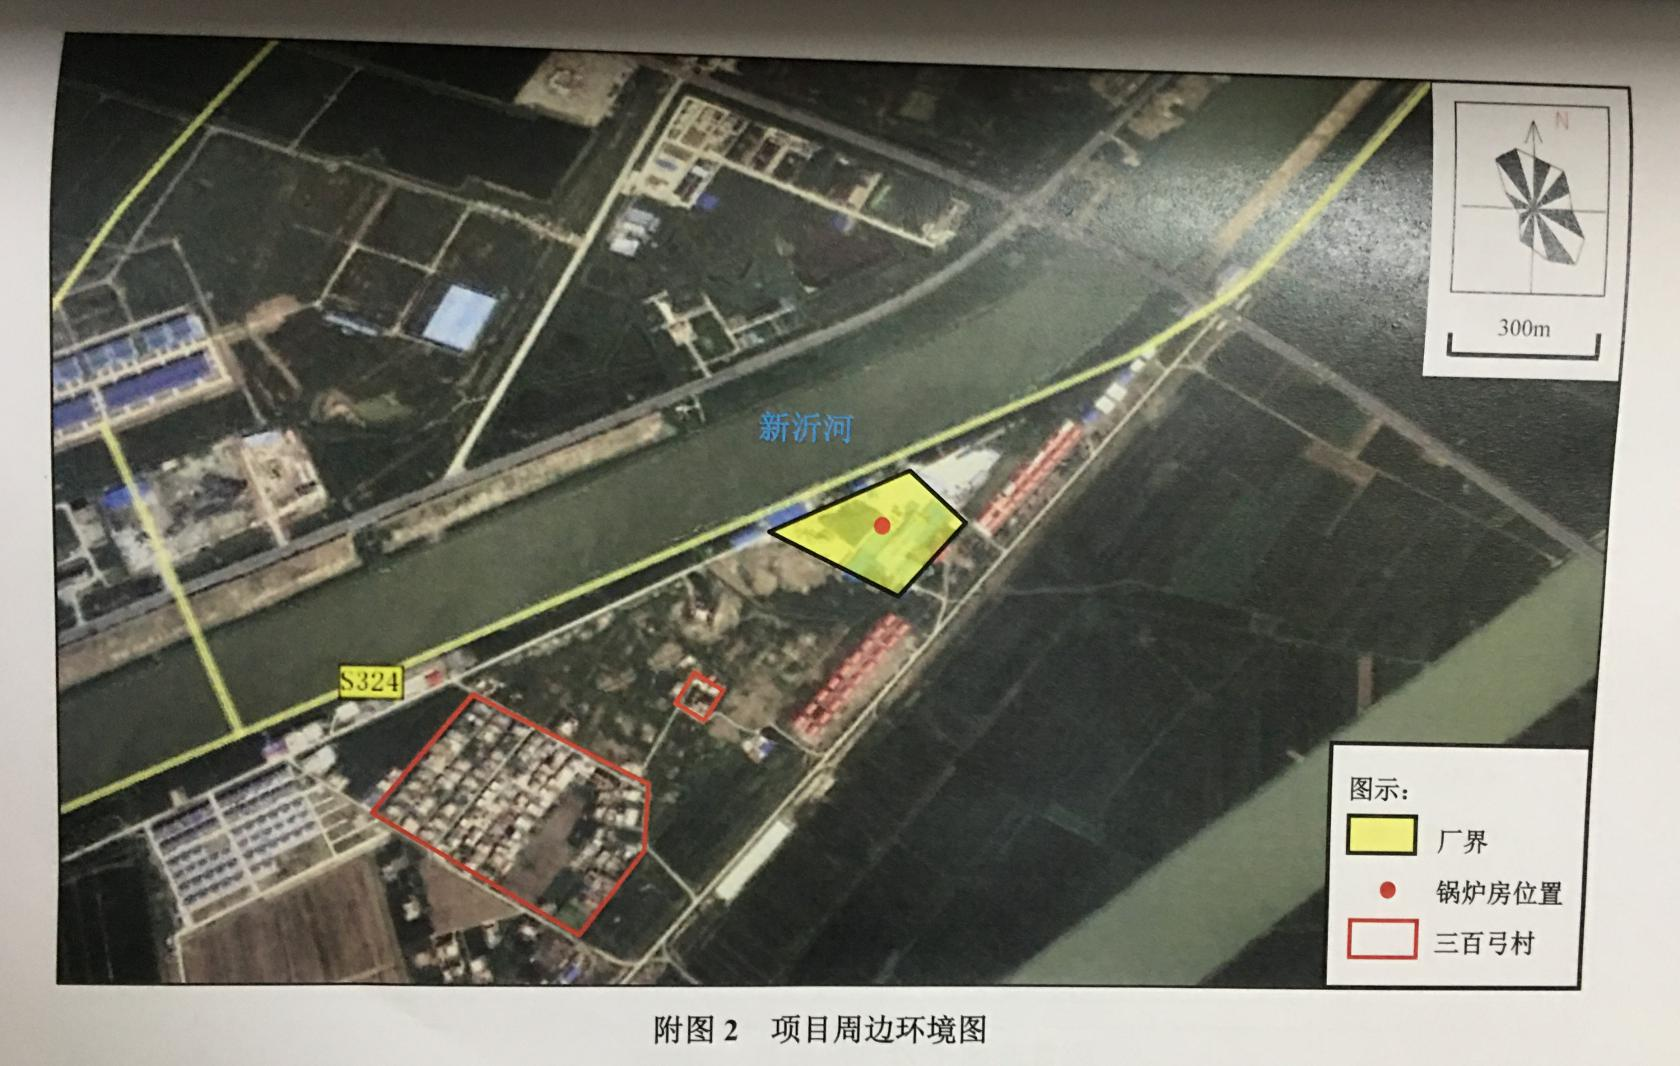 N
300m
新沂河
S324
图示：
厂界
锅炉房位置
三百弓村
附图 2 项目周边环境图